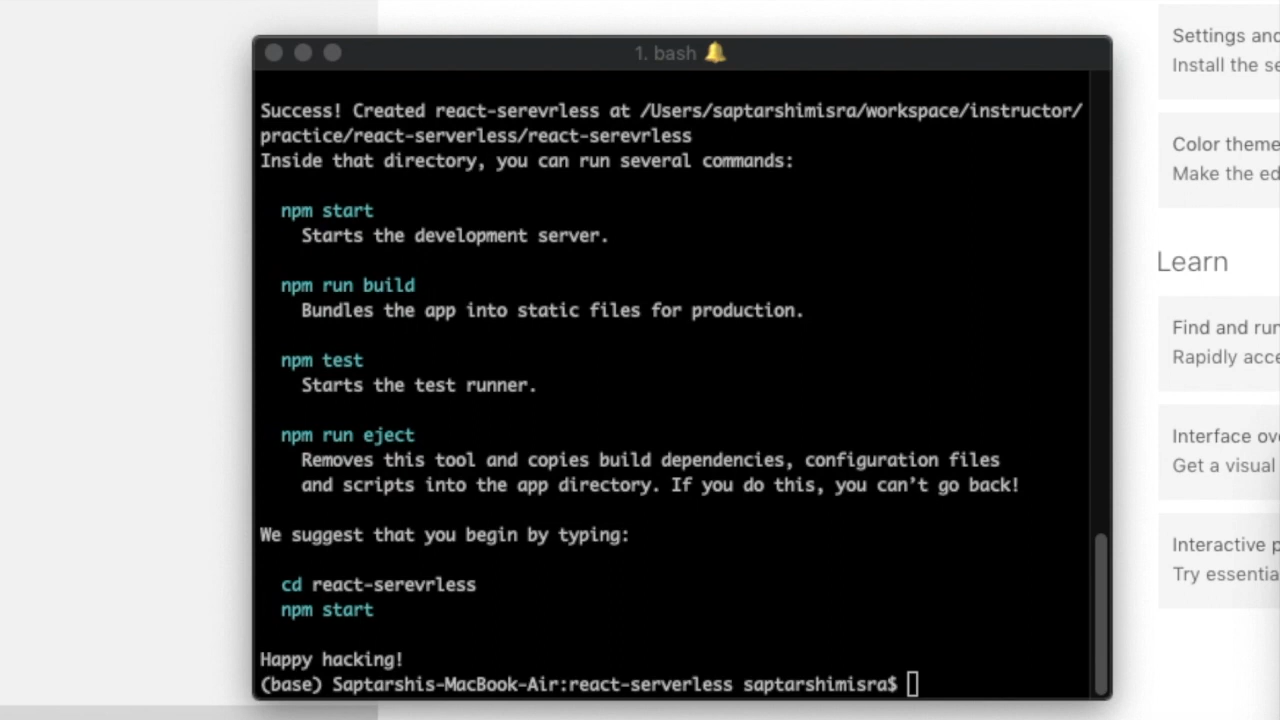 1. bash 🔔
Success! Created react-serevrless at /Users/saptarshimisra/workspace/instructor/
practice/react-serverless/react-serevrless
Inside that directory, you can run several commands:
npm start
Starts the development server.
npm run build
Bundles the app into static files for production.
npm test
Starts the test runner.
npm run eject
Removes this tool and copies build dependencies, configuration files
and scripts into the app directory. If you do this, you can’t go back!
We suggest that you begin by typing:
cd react-serevrless
npm start
Happy hacking!
(base) Saptarshis-MacBook-Air:react-serverless saptarshimisra$
Settings and
Install the se
Color theme
Make the ed
Learn
Find and run
Rapidly acce
Interface ov
Get a visual
Interactive p
Try essentia